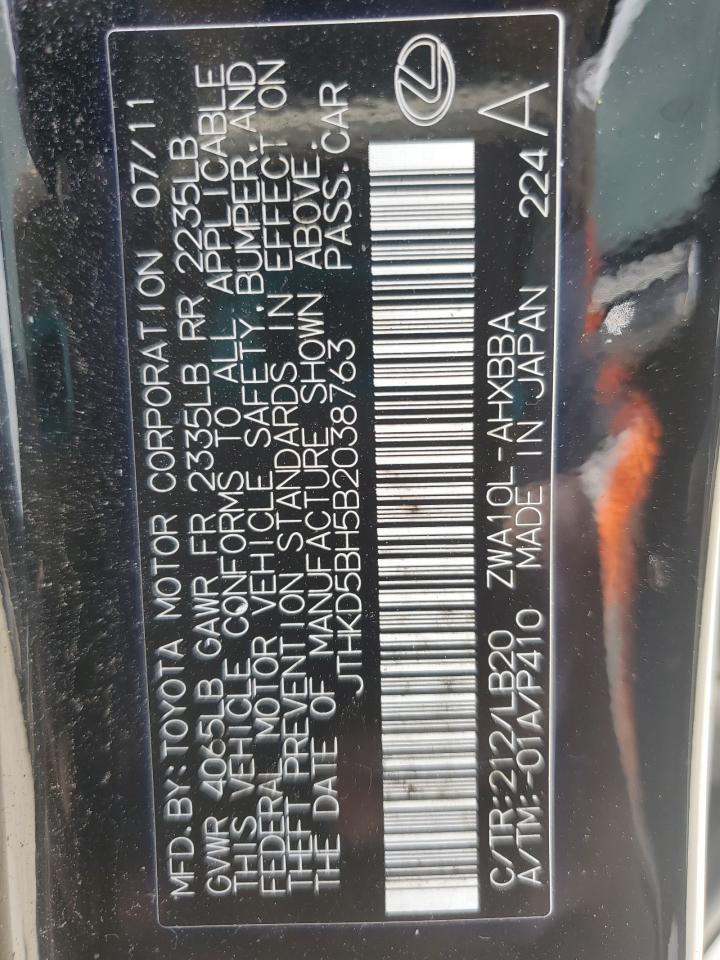 MFD.BY:TOYOTA MOTOR CORPORATION 07/11
GVWR 4065LB GAWR FR 2335LB RR 2235LB
THIS VEHICLE CONFORMS TO ALL APPLICABLE
FEDERAL MOTOR VEHICLE SAFETY,BUMPER,AND
THEFT PREVENTION STANDARDS IN EFFECT ON
THE DATE OF MANUFACTURE SHOWN ABOVE.
JTHKD5BH5B2038763 PASS.CAR
C/TR:212/LB20 ZWA10L-AHXBBA
A/TM:-01A/P410 MADE IN JAPAN 224 A